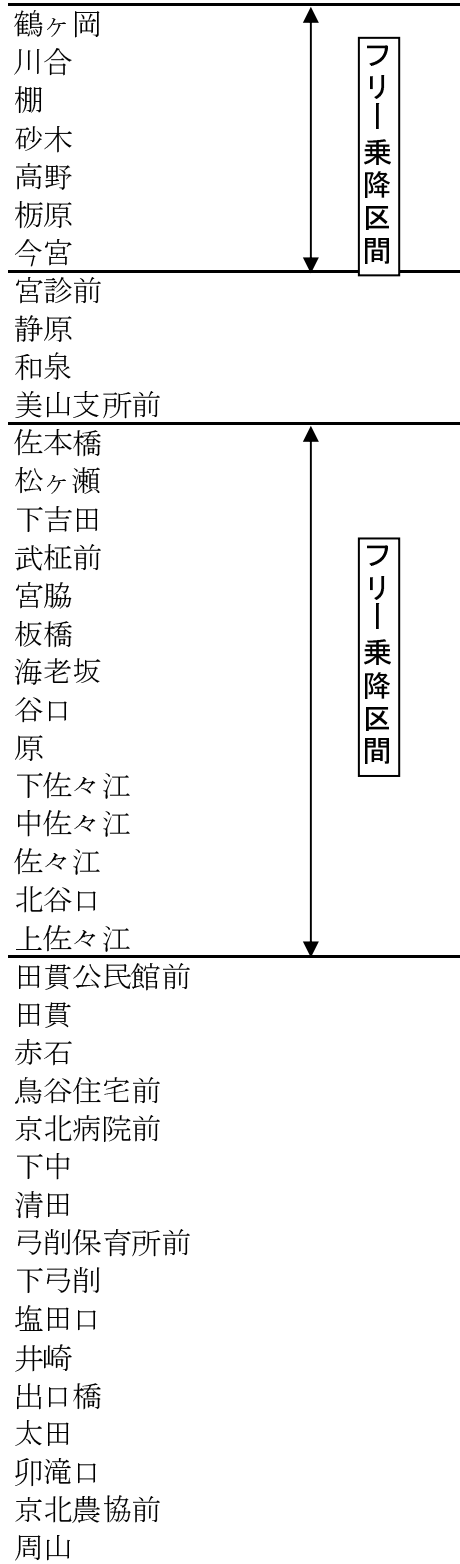 鶴ヶ岡
川合
棚
砂木
高野
栃原
今宮
フリー乗降区間
宮診前
静原
和泉
美山支所前
佐本橋
松ヶ瀬
下吉田
武柾前
宮脇
板橋
海老坂
谷口
原
下佐々江
中佐々江
佐々江
北谷口
上佐々江
フリー乗降区間
田貫公民館前
田貫
赤石
鳥谷住宅前
京北病院前
下中
清田
弓削保育所前
下弓削
塩田口
井崎
出口橋
太田
卯滝口
京北農協前
周山